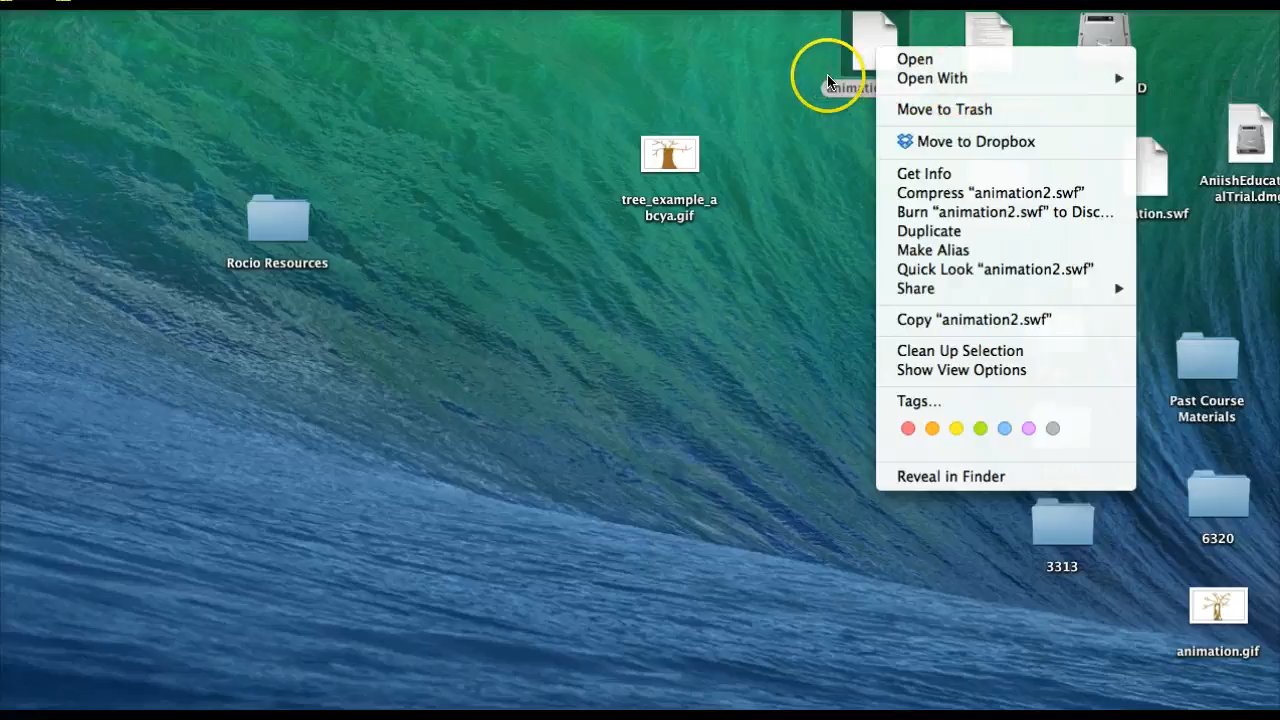 Open
Open With
D
Move to Trash
Move to Dropbox
Get Info
Compress “animation2.swf”
Burn “animation2.swf” to Disc...
Duplicate
Make Alias
Quick Look “animation2.swf”
Share
Copy “animation2.swf”
Clean Up Selection
Show View Options
Tags...
Reveal in Finder
tree_example_a
bcya.gif
Rocio Resources
AniishEducat
alTrial.dmg
tion.swf
Past Course
Materials
6320
3313
animation.gif